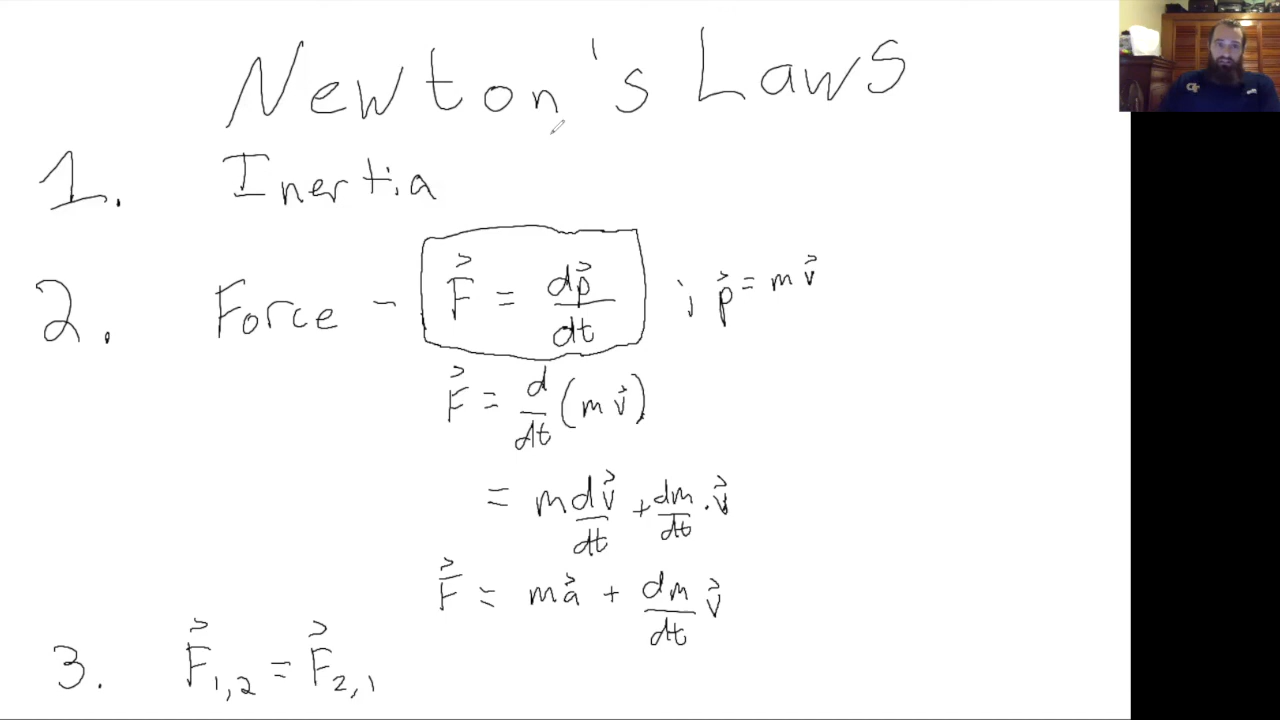 Newton's Laws
1. Inertia
2. Force - F⃗ = dp⃗/dt ; p⃗ = mv⃗
F⃗ = d/dt (mv⃗)
= m dv⃗/dt + dm/dt · v⃗
F⃗ = ma⃗ + dm/dt v⃗
3. F⃗1,2 = F⃗2,1